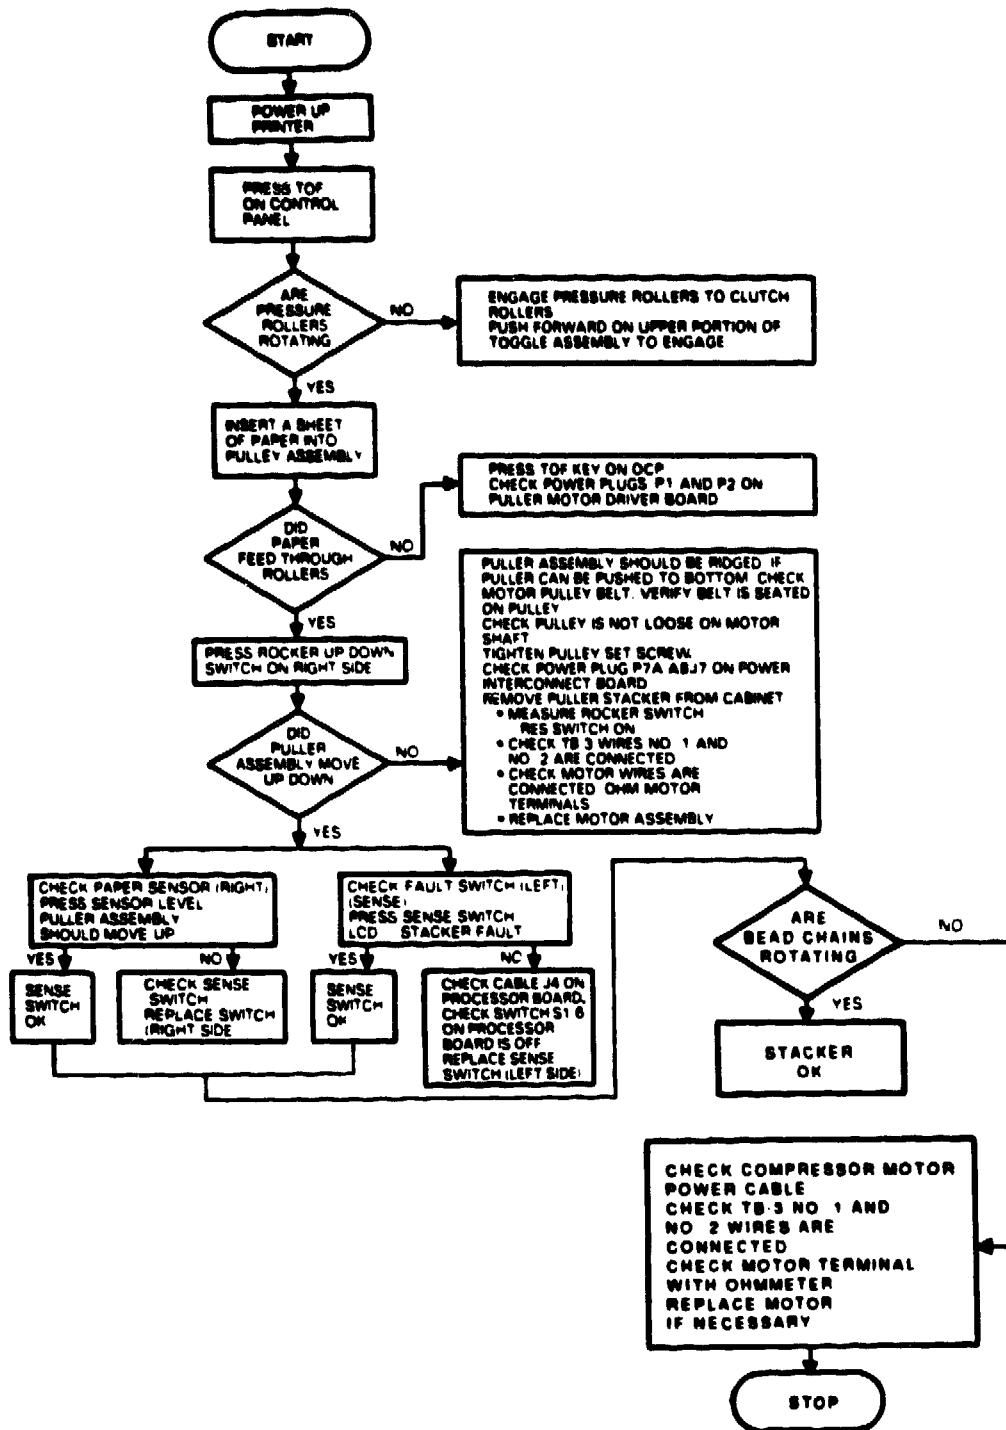 START
POWER UP
PRINTER
PRESS TOF
ON CONTROL
PANEL
ARE
PRESSURE
ROLLERS
ROTATING
NO
ENGAGE PRESSURE ROLLERS TO CLUTCH
ROLLERS
PUSH FORWARD ON UPPER PORTION OF
TOGGLE ASSEMBLY TO ENGAGE
YES
INSERT A SHEET
OF PAPER INTO
PULLEY ASSEMBLY
DID
PAPER
FEED THROUGH
ROLLERS
NO
PRESS TOF KEY ON OCP
CHECK POWER PLUGS P1 AND P2 ON
PULLER MOTOR DRIVER BOARD
YES
PRESS ROCKER UP DOWN
SWITCH ON RIGHT SIDE
DID
PULLER
ASSEMBLY MOVE
UP DOWN
NO
PULLER ASSEMBLY SHOULD BE RIDGED IF
PULLER CAN BE PUSHED TO BOTTOM CHECK
MOTOR PULLEY BELT. VERIFY BELT IS SEATED
ON PULLEY
CHECK PULLEY IS NOT LOOSE ON MOTOR
SHAFT
TIGHTEN PULLEY SET SCREW.
CHECK POWER PLUG P7A ABJ7 ON POWER
INTERCONNECT BOARD
REMOVE PULLER STACKER FROM CABINET
• MEASURE ROCKER SWITCH
RES SWITCH ON
• CHECK TB 3 WIRES NO 1 AND
NO 2 ARE CONNECTED
• CHECK MOTOR WIRES ARE
CONNECTED OHM MOTOR
TERMINALS
• REPLACE MOTOR ASSEMBLY
YES
CHECK PAPER SENSOR (RIGHT)
PRESS SENSOR LEVEL
PULLER ASSEMBLY
SHOULD MOVE UP
YES
NO
SENSE
SWITCH
OK
CHECK SENSE
SWITCH
REPLACE SWITCH
(RIGHT SIDE
CHECK FAULT SWITCH (LEFT)
(SENSE)
PRESS SENSE SWITCH
LCD STACKER FAULT
YES
NO
SENSE
SWITCH
OK
CHECK CABLE J4 ON
PROCESSOR BOARD.
CHECK SWITCH S1 6
ON PROCESSOR
BOARD IS OFF
REPLACE SENSE
SWITCH (LEFT SIDE)
ARE
BEAD CHAINS
ROTATING
NO
YES
STACKER
OK
CHECK COMPRESSOR MOTOR
POWER CABLE
CHECK TB-3 NO 1 AND
NO 2 WIRES ARE
CONNECTED
CHECK MOTOR TERMINAL
WITH OHMMETER
REPLACE MOTOR
IF NECESSARY
STOP